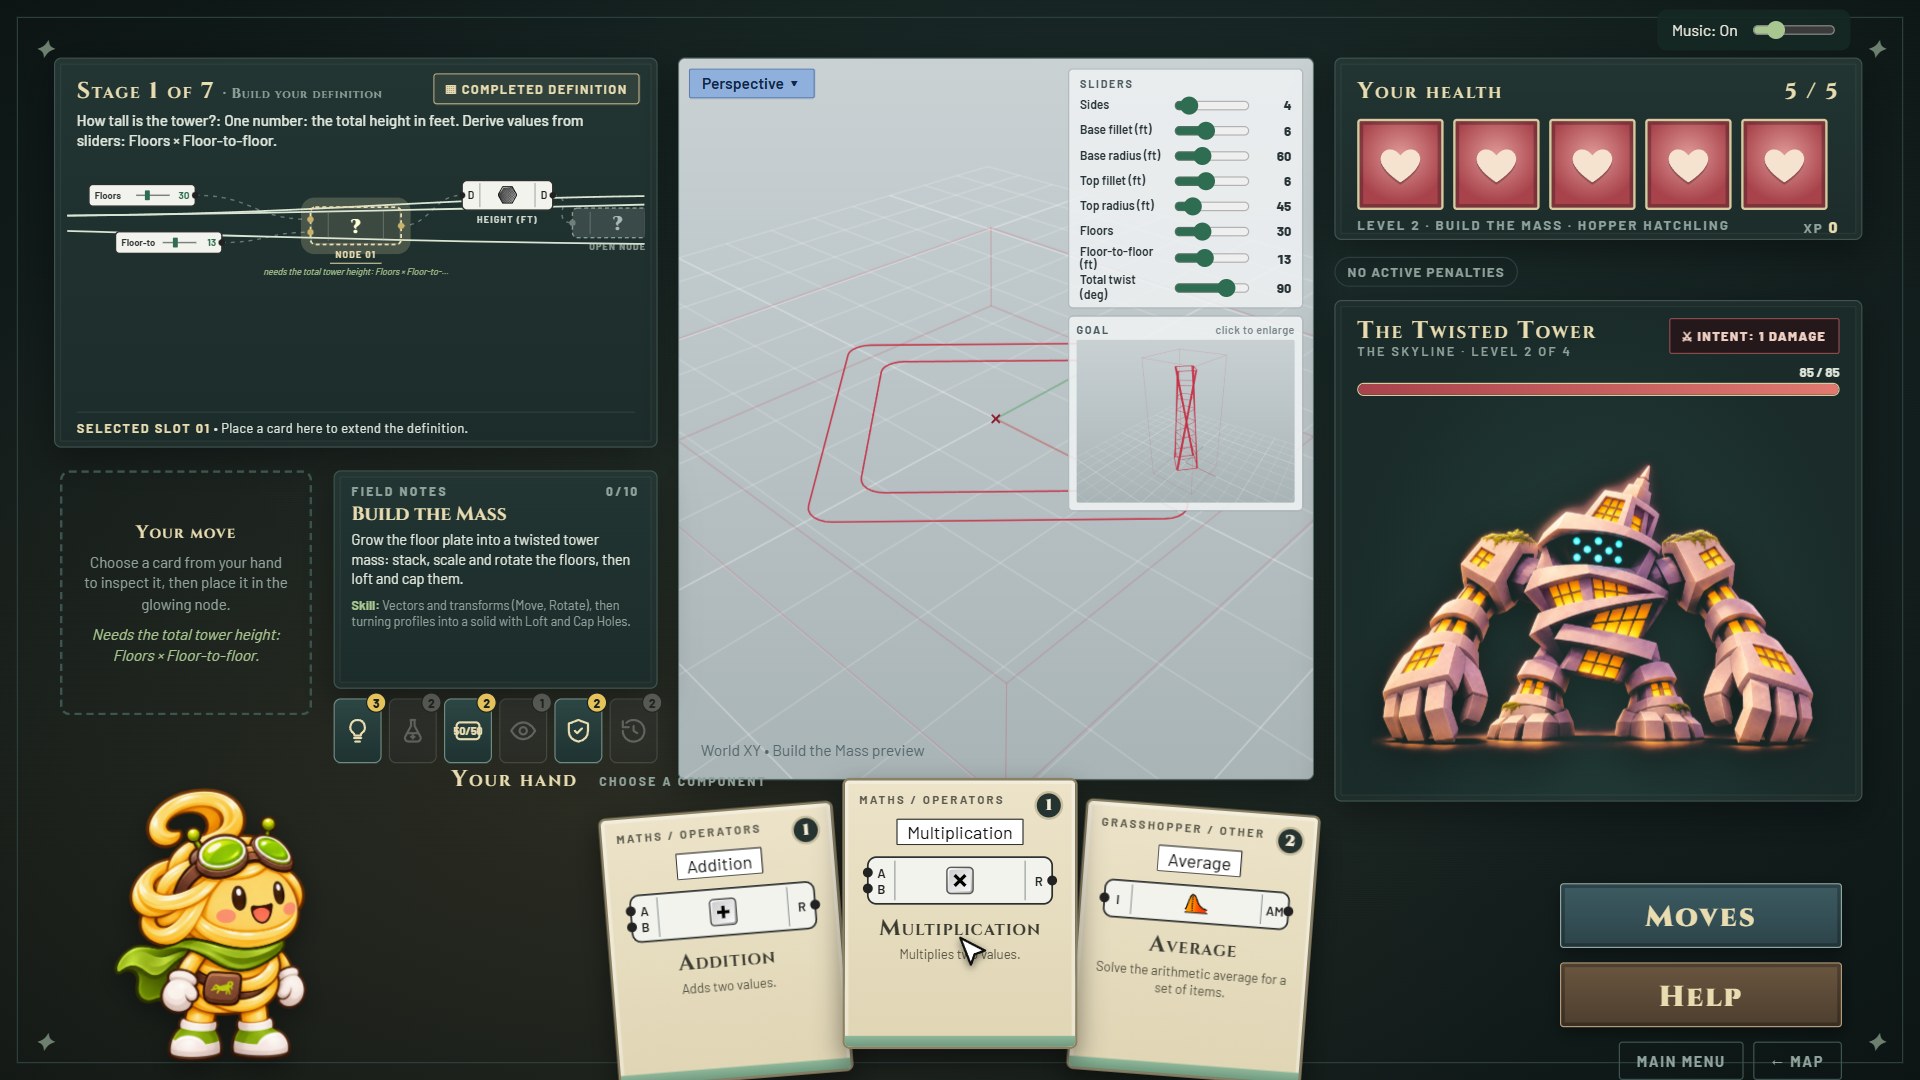 Music: On
Stage 1 of 7 · Build your definition
COMPLETED DEFINITION
How tall is the tower?: One number: the total height in feet. Derive values from
sliders: Floors × Floor-to-floor.
Floors 30
Floor-to 13
?
NODE 01
needs the total tower height: Floors × Floor-to-...
D D
HEIGHT (FT)
?
OPEN NODE
SELECTED SLOT 01 • Place a card here to extend the definition.
Your move
Choose a card from your hand
to inspect it, then place it in the
glowing node.
Needs the total tower height:
Floors × Floor-to-floor.
FIELD NOTES 0/10
Build the Mass
Grow the floor plate into a twisted tower
mass: stack, scale and rotate the floors, then
loft and cap them.
Skill: Vectors and transforms (Move, Rotate), then
turning profiles into a solid with Loft and Cap Holes.
3 2 2 1 2 2
50/50
Perspective ▼
SLIDERS
Sides 4
Base fillet (ft) 6
Base radius (ft) 60
Top fillet (ft) 6
Top radius (ft) 45
Floors 30
Floor-to-floor
(ft) 13
Total twist
(deg) 90
GOAL click to enlarge
World XY • Build the Mass preview
Your health 5 / 5
LEVEL 2 · BUILD THE MASS · HOPPER HATCHLING XP 0
NO ACTIVE PENALTIES
The Twisted Tower
THE SKYLINE · LEVEL 2 OF 4
INTENT: 1 DAMAGE
85 / 85
Your hand CHOOSE A COMPONENT
MATHS / OPERATORS 1
Addition
A
B
R
Addition
Adds two values.
MATHS / OPERATORS 1
Multiplication
A
B
R
Multiplication
Multiplies two values.
GRASSHOPPER / OTHER 2
Average
I AM
Average
Solve the arithmetic average for a
set of items.
Moves
Help
MAIN MENU
← MAP